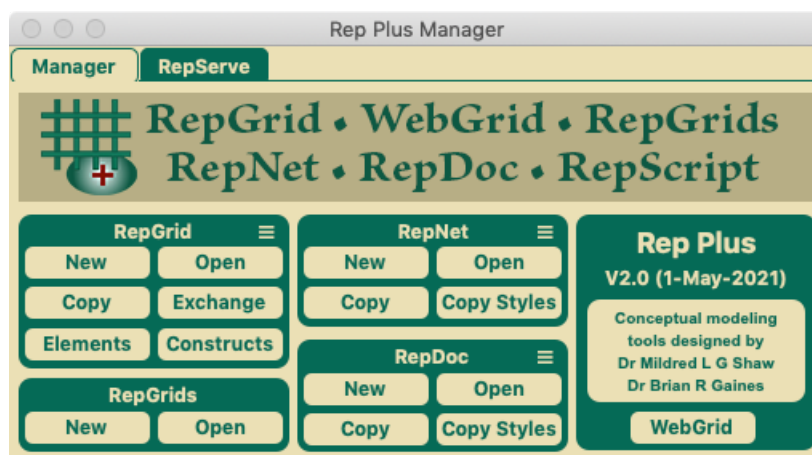 Rep Plus Manager
Manager RepServe
RepGrid • WebGrid • RepGrids
RepNet • RepDoc • RepScript
RepGrid
New Open
Copy Exchange
Elements Constructs
RepGrids
New Open
RepNet
New Open
Copy Copy Styles
RepDoc
New Open
Copy Copy Styles
Rep Plus
V2.0 (1-May-2021)
Conceptual modeling
tools designed by
Dr Mildred L G Shaw
Dr Brian R Gaines
WebGrid